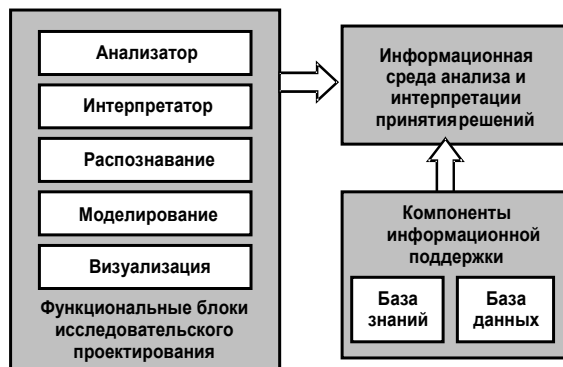 Анализатор
Интерпретатор
Распознавание
Моделирование
Визуализация
Функциональные блоки
исследовательского
проектирования
Информационная
среда анализа и
интерпретации
принятия решений
Компоненты
информационной
поддержки
База
знаний
База
данных